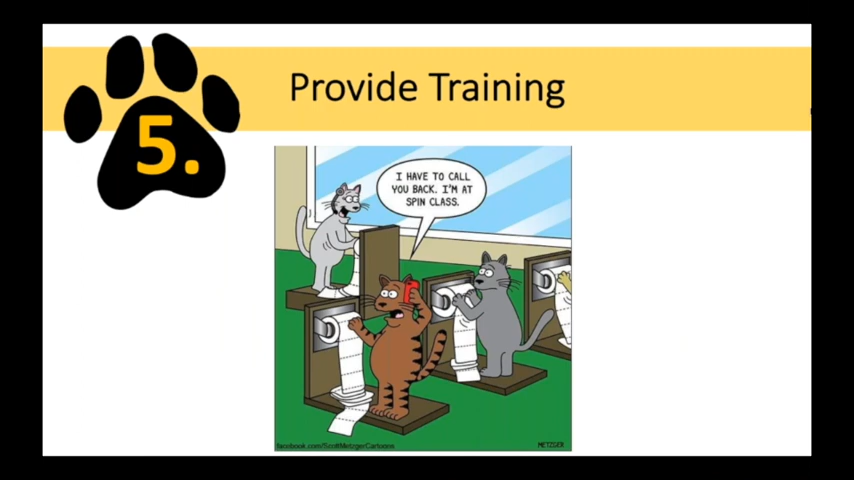 Provide Training
5.
I HAVE TO CALL
YOU BACK. I'M AT
SPIN CLASS.
facebook.com/ScottMetzgerCartoons
METZGER